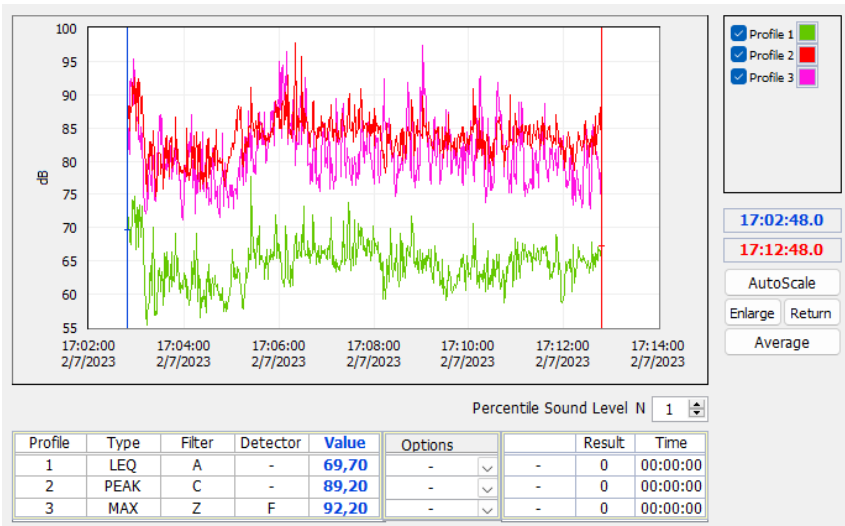 100
95
90
85
80
75
70
65
60
55
dB
17:02:00 17:04:00 17:06:00 17:08:00 17:10:00 17:12:00 17:14:00
2/7/2023 2/7/2023 2/7/2023 2/7/2023 2/7/2023 2/7/2023 2/7/2023
Profile 1
Profile 2
Profile 3
17:02:48.0
17:12:48.0
AutoScale
Enlarge Return
Average
Percentile Sound Level N 1
Profile Type Filter Detector Value Options Result Time
1 LEQ A - 69,70 - - 0 00:00:00
2 PEAK C - 89,20 - - 0 00:00:00
3 MAX Z F 92,20 - - 0 00:00:00